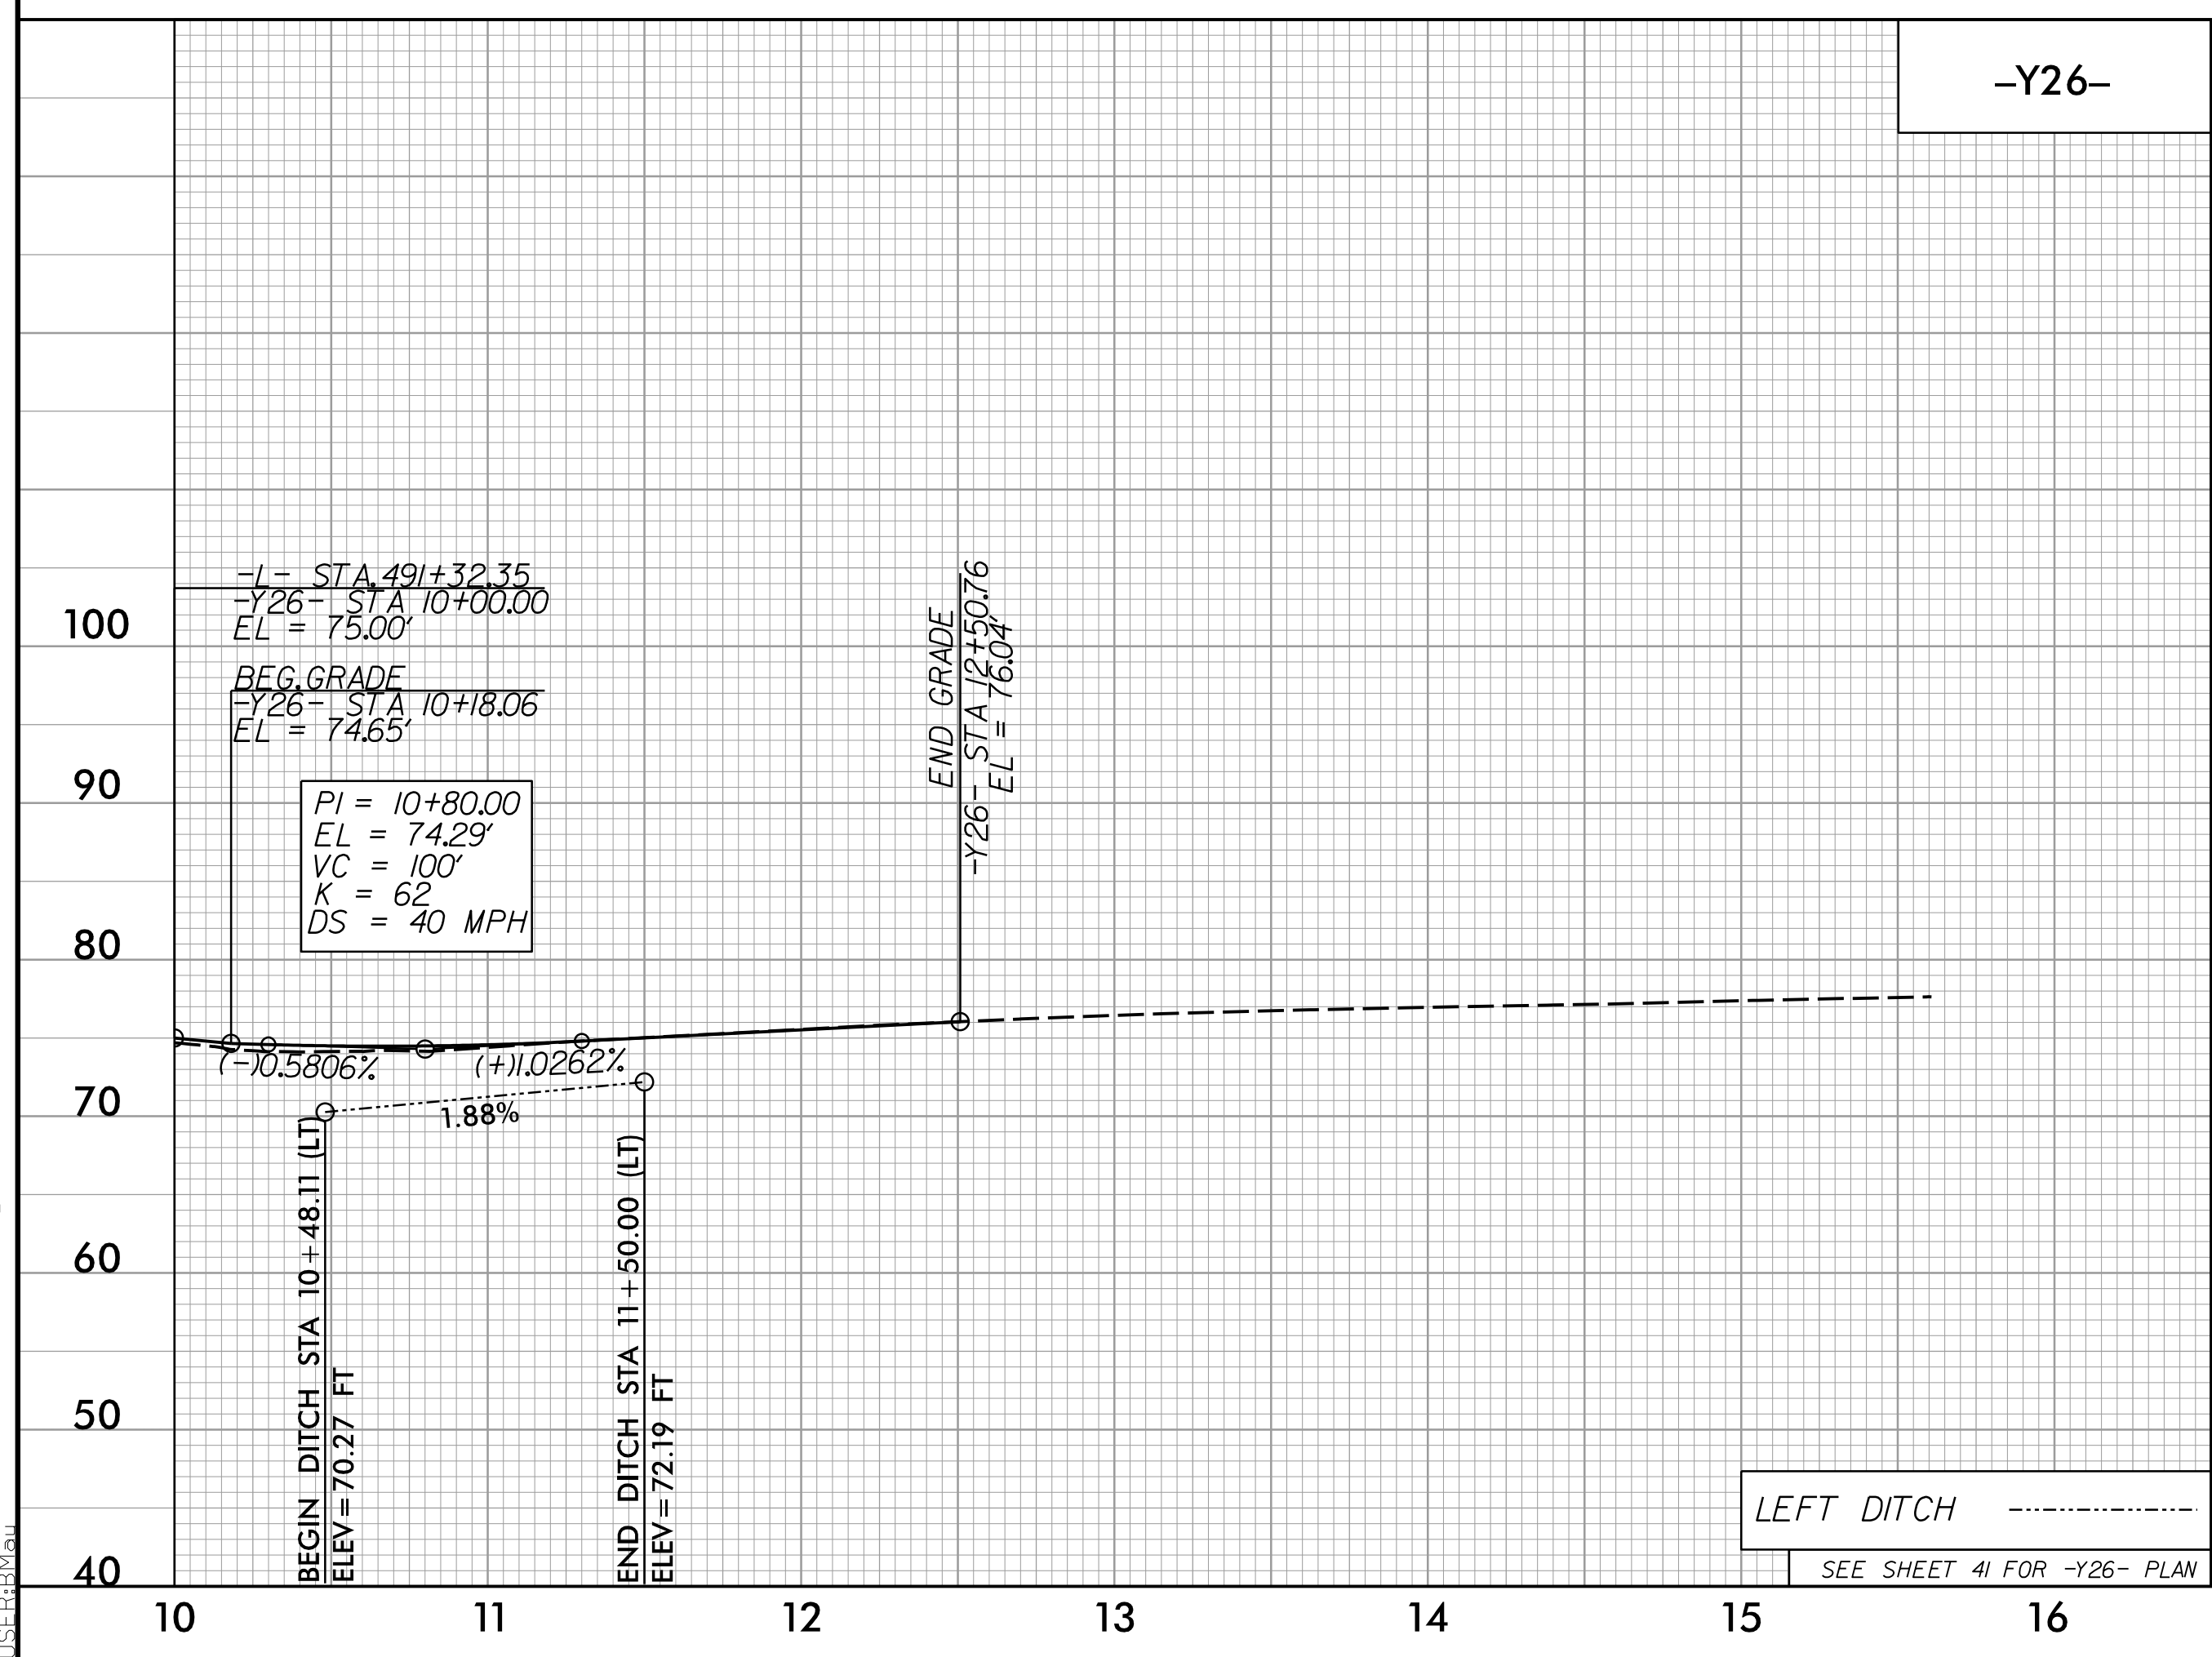 –Y26–
-L- STA.491+32.35
-Y26- STA 10+00.00
EL = 75.00'
BEG.GRADE
-Y26- STA 10+18.06
EL = 74.65'
PI = 10+80.00
EL = 74.29'
VC = 100'
K = 62
DS = 40 MPH
END GRADE
-Y26- STA 12+50.76
EL = 76.04'
100
90
80
70
60
50
40
(-)0.5806%
(+)1.0262%
1.88%
BEGIN DITCH STA 10+48.11 (LT)
ELEV=70.27 FT
END DITCH STA 11+50.00 (LT)
ELEV=72.19 FT
LEFT DITCH
SEE SHEET 41 FOR -Y26- PLAN
10 11 12 13 14 15 16
USER:BMau